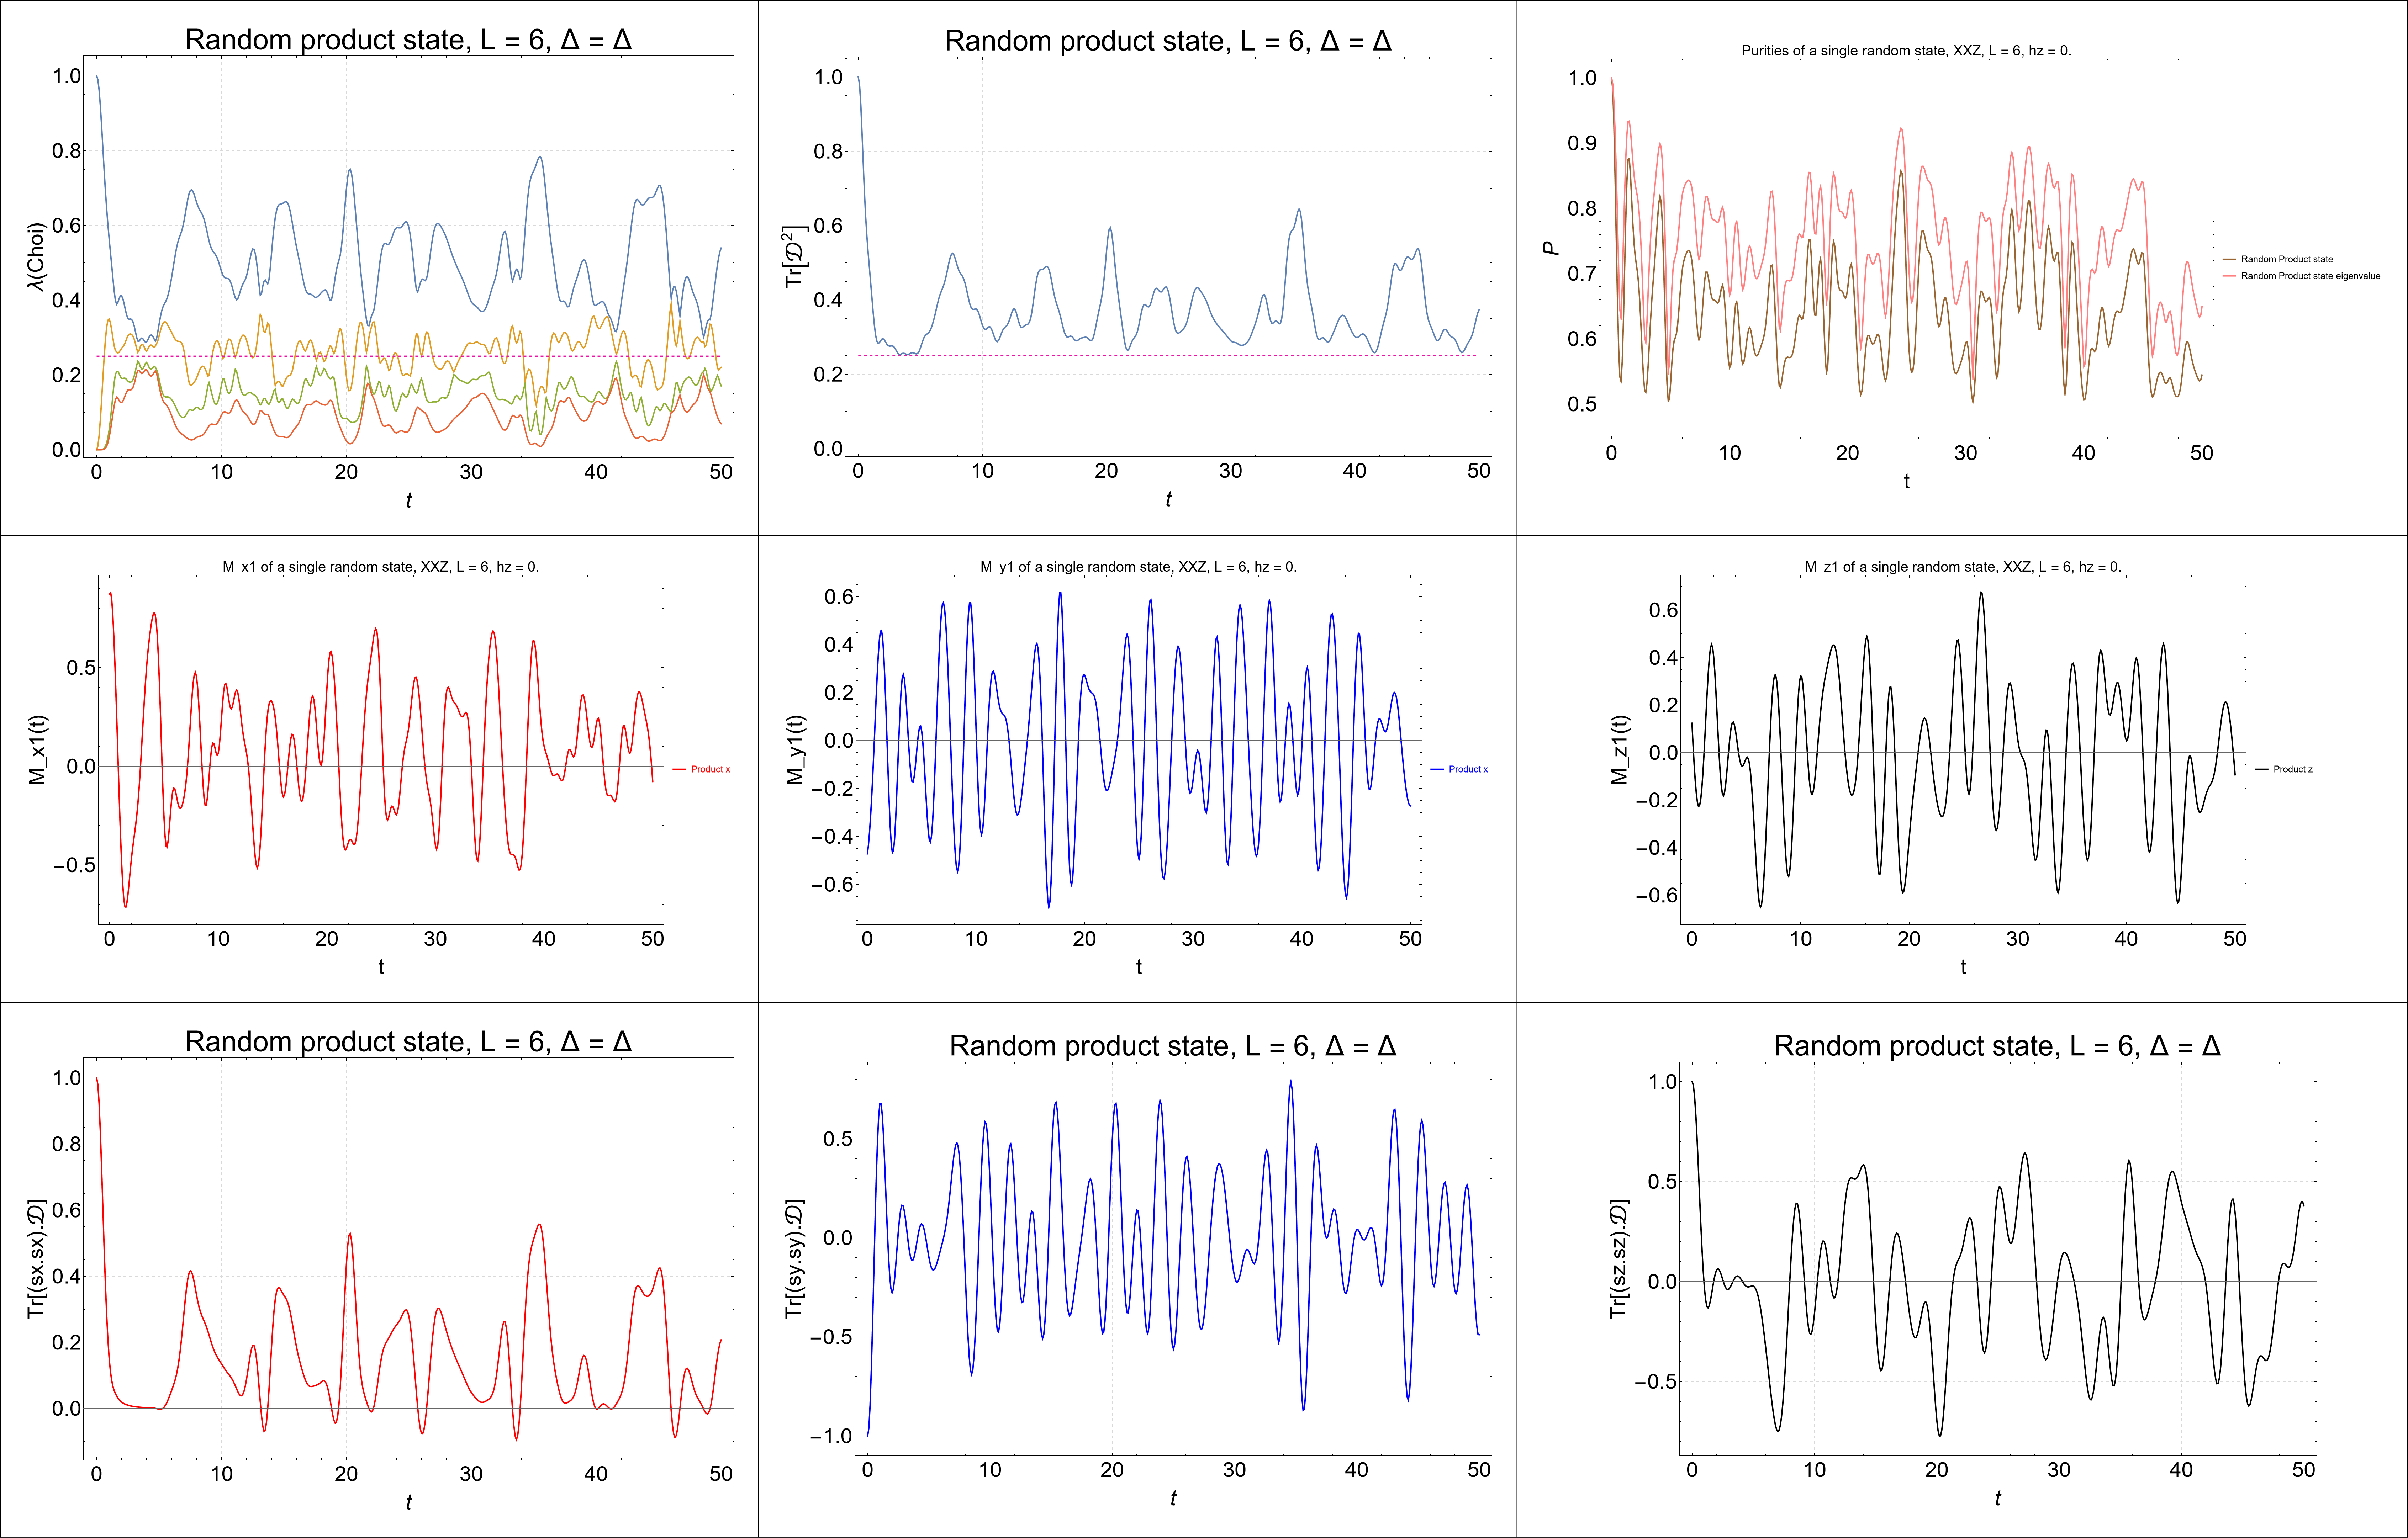 Random product state, L = 6, Δ = Δ
λ(Choi)
1.0
0.8
0.6
0.4
0.2
0.0
0 10 20 30 40 50
t
Random product state, L = 6, Δ = Δ
Tr[𝒟²]
1.0
0.8
0.6
0.4
0.2
0.0
0 10 20 30 40 50
t
Purities of a single random state, XXZ, L = 6, hz = 0.
P
1.0
0.9
0.8
0.7
0.6
0.5
0 10 20 30 40 50
t
Random Product state
Random Product state eigenvalue
M_x1 of a single random state, XXZ, L = 6, hz = 0.
M_x1(t)
0.5
0.0
−0.5
0 10 20 30 40 50
t
Product x
M_y1 of a single random state, XXZ, L = 6, hz = 0.
M_y1(t)
0.6
0.4
0.2
0.0
−0.2
−0.4
−0.6
0 10 20 30 40 50
t
Product x
M_z1 of a single random state, XXZ, L = 6, hz = 0.
M_z1(t)
0.6
0.4
0.2
0.0
−0.2
−0.4
−0.6
0 10 20 30 40 50
t
Product z
Random product state, L = 6, Δ = Δ
Tr[(sx.sx).𝒟]
1.0
0.8
0.6
0.4
0.2
0.0
0 10 20 30 40 50
t
Random product state, L = 6, Δ = Δ
Tr[(sy.sy).𝒟]
0.5
0.0
−0.5
−1.0
0 10 20 30 40 50
t
Random product state, L = 6, Δ = Δ
Tr[(sz.sz).𝒟]
1.0
0.5
0.0
−0.5
0 10 20 30 40 50
t